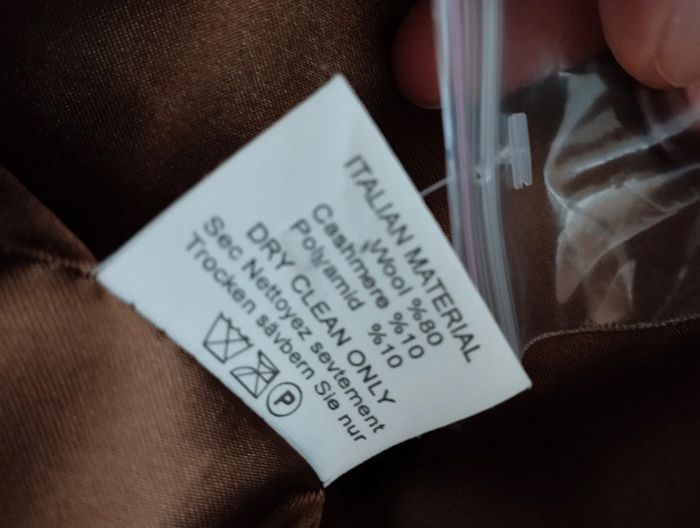 ITALIAN MATERIAL
Wool %80
Cashmere %10
Polyamid %10
DRY CLEAN ONLY
Sec Nettoyez sevtement
Trocken sävbern Sie nur
P